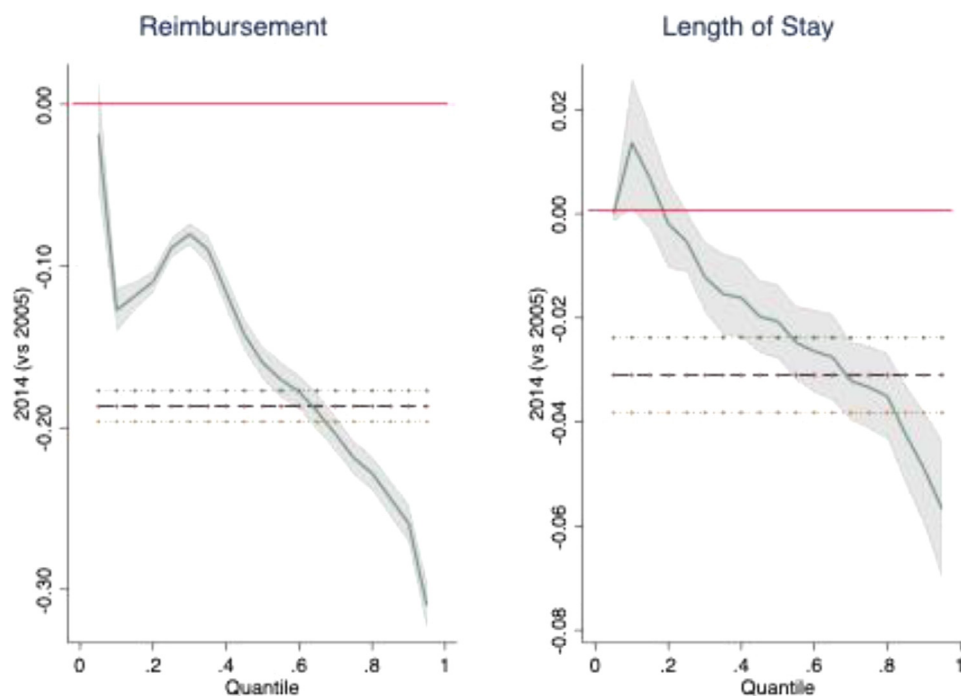 Reimbursement
2014 (vs 2005)
0.00
-0.10
-0.20
-0.30
0 .2 .4 .6 .8 1
Quantile
Length of Stay
2014 (vs 2005)
0.02
0.00
-0.02
-0.04
-0.06
-0.08
0 .2 .4 .6 .8 1
Quantile